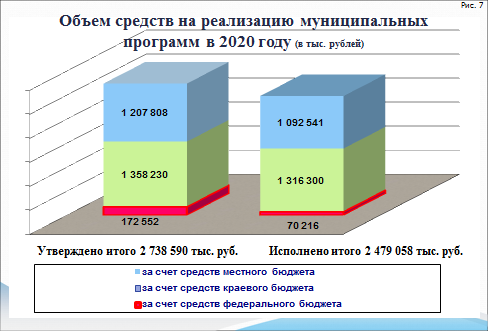 Рис. 7
Объем средств на реализацию муниципальных
программ в 2020 году (в тыс. рублей)
1 207 808
1 092 541
1 358 230
1 316 300
172 552
70 216
Утверждено итого 2 738 590 тыс. руб.
Исполнено итого 2 479 058 тыс. руб.
за счет средств местного бюджета
за счет средств краевого бюджета
за счет средств федерального бюджета